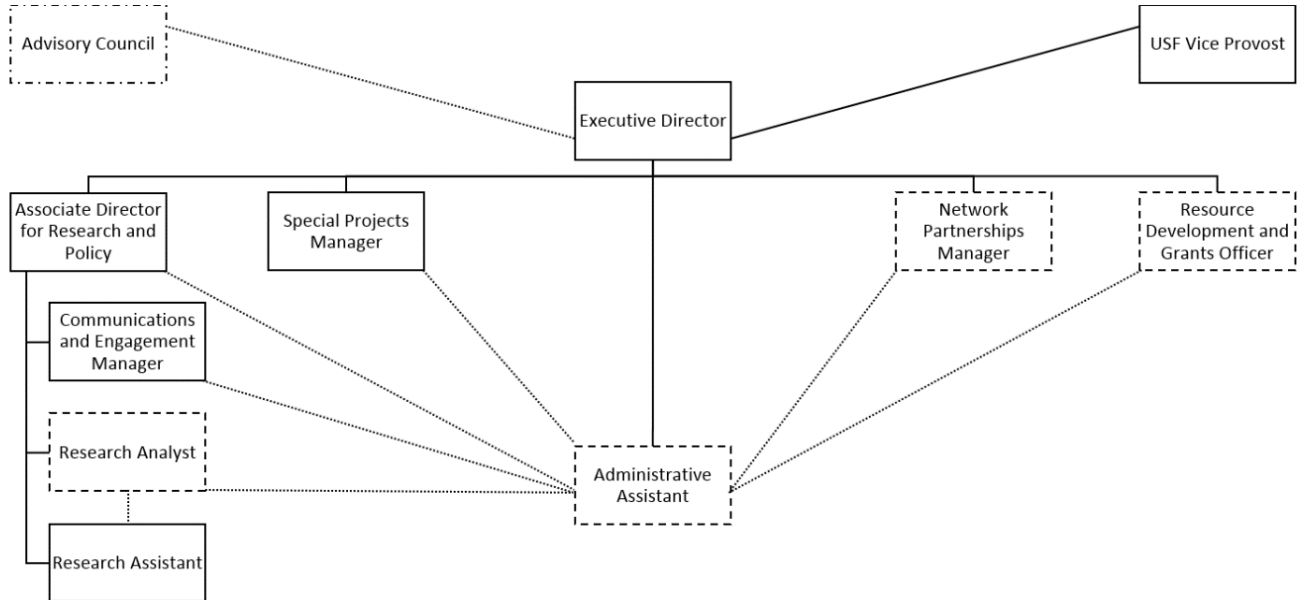 Advisory Council
USF Vice Provost
Executive Director
Associate Director
for Research and
Policy
Special Projects
Manager
Network
Partnerships
Manager
Resource
Development and
Grants Officer
Communications
and Engagement
Manager
Research Analyst
Administrative
Assistant
Research Assistant